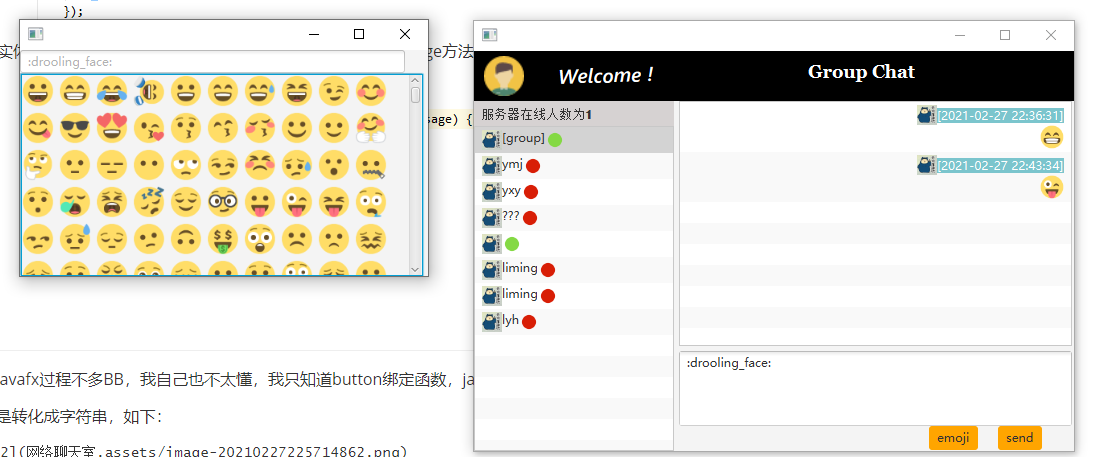 });
:drooling_face:
实体
ge方法
sage) {
Welcome !
Group Chat
服务器在线人数为1
[group]
ymj
yxy
???
liming
liming
lyh
[2021-02-27 22:36:31]
[2021-02-27 22:43:34]
:drooling_face:
emoji
send
avafx过程不多BB，我自己也不太懂，我只知道button绑定函数，ja
是转化成字符串，如下：
2](网络聊天室.assets/image-20210227225714862.png)